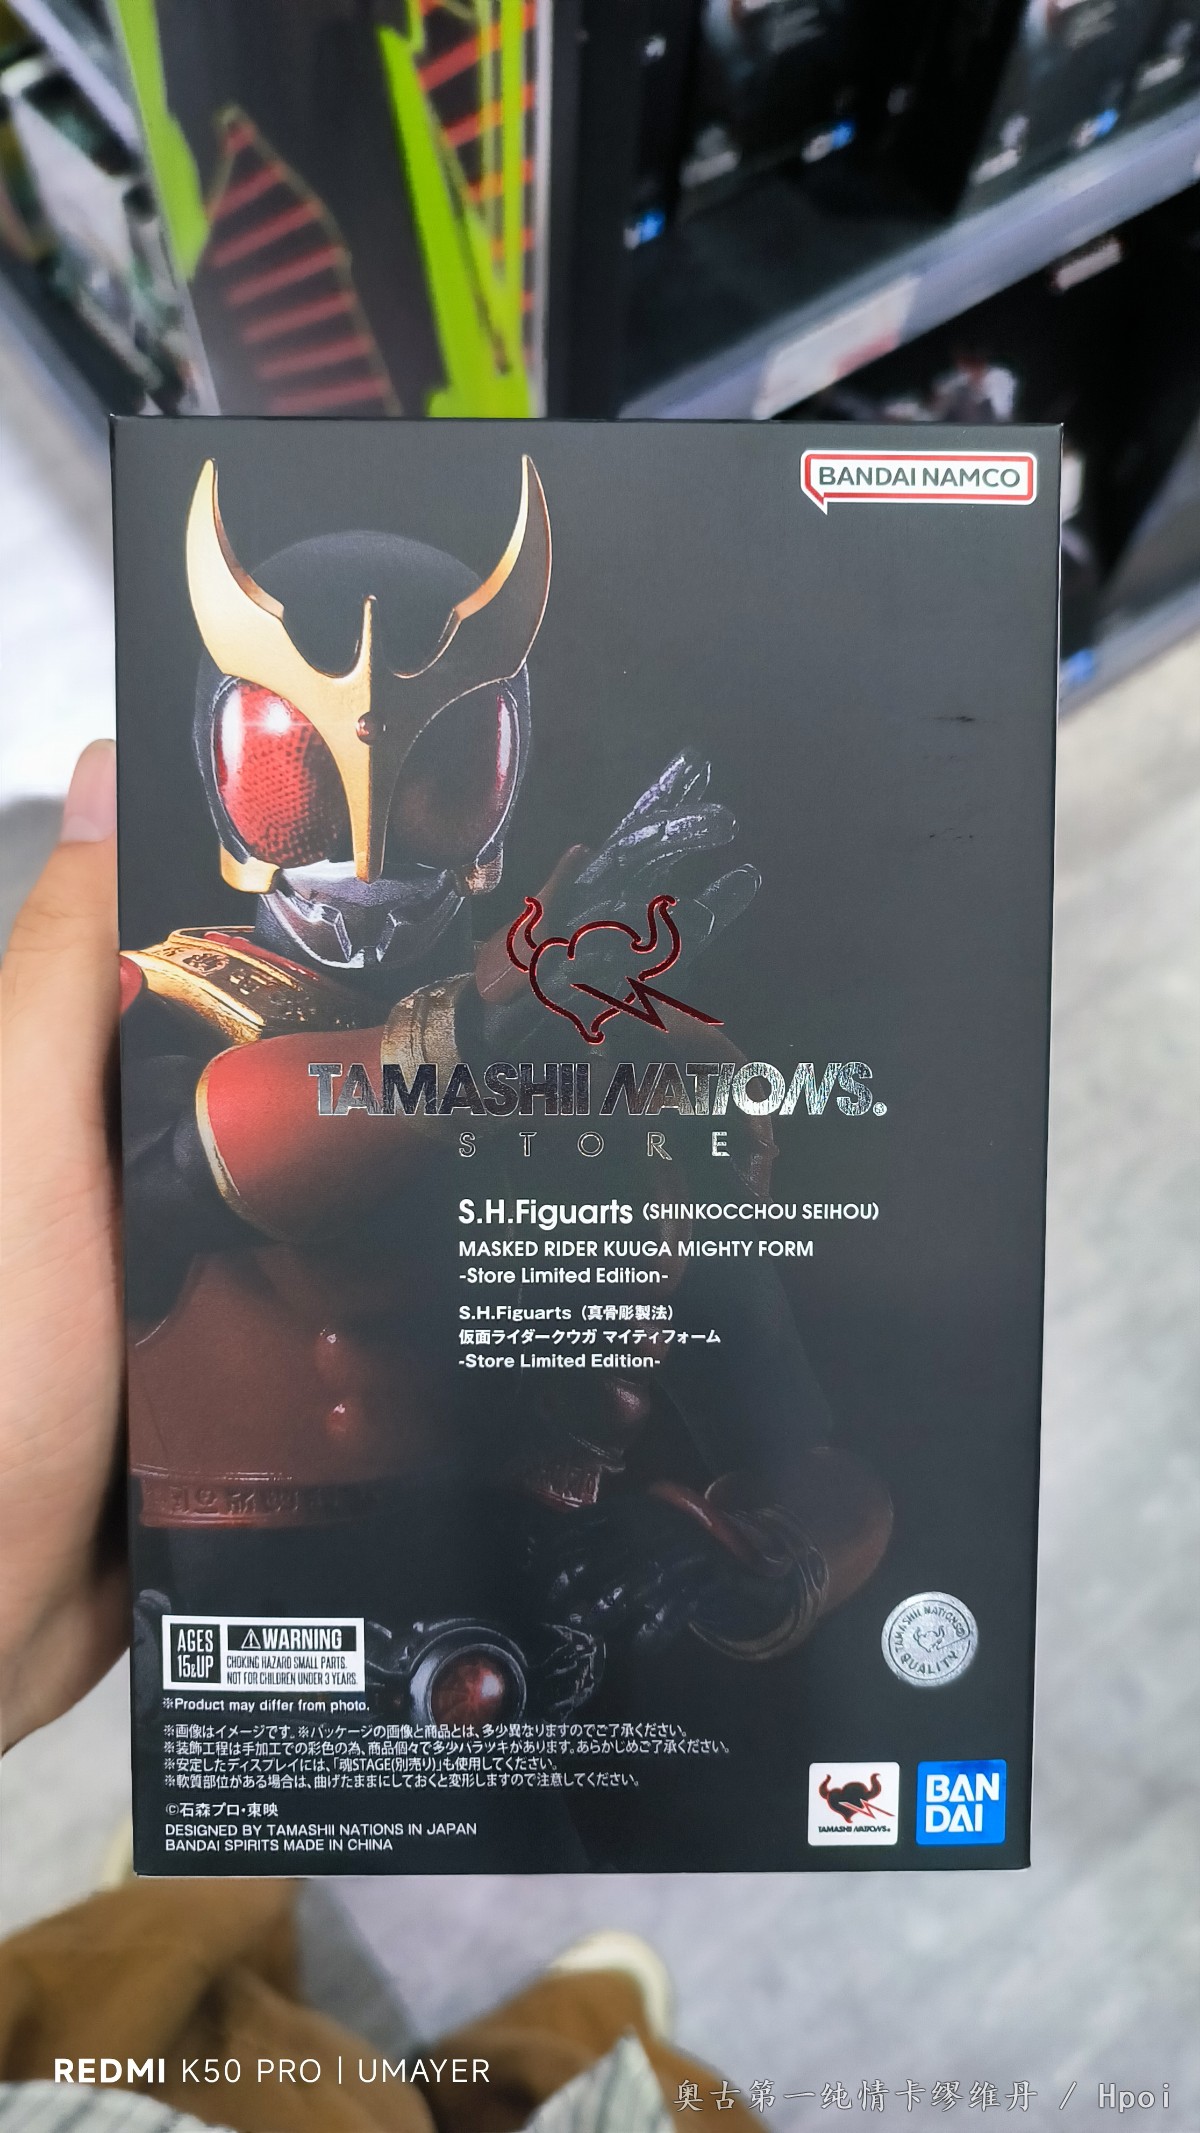 BANDAI NAMCO
TAMASHII NATIONS®
STORE
S.H.Figuarts (SHINKOCCHOU SEIHOU)
MASKED RIDER KUUGA MIGHTY FORM
-Store Limited Edition-
S.H.Figuarts（真骨彫製法）
仮面ライダークウガ マイティフォーム
-Store Limited Edition-
TAMASHII NATIONS
QUALITY
AGES
15&UP
⚠WARNING
CHOKING HAZARD SMALL PARTS.
NOT FOR CHILDREN UNDER 3 YEARS.
※Product may differ from photo.
※画像はイメージです。※パッケージの画像と商品とは、多少異なりますのでご了承ください。
※装飾工程は手加工での彩色の為、商品個々で多少バラツキがあります。あらかじめご了承ください。
※安定したディスプレイには、「魂STAGE(別売り)」も使用してください。
※軟質部位がある場合は、曲げたままにしておくと変形しますので注意してください。
©石森プロ・東映
DESIGNED BY TAMASHII NATIONS IN JAPAN
BANDAI SPIRITS MADE IN CHINA
TAMASHII NATIONS®
BAN
DAI
REDMI K50 PRO | UMAYER
奥古第一纯情卡缪维丹 / Hpoi